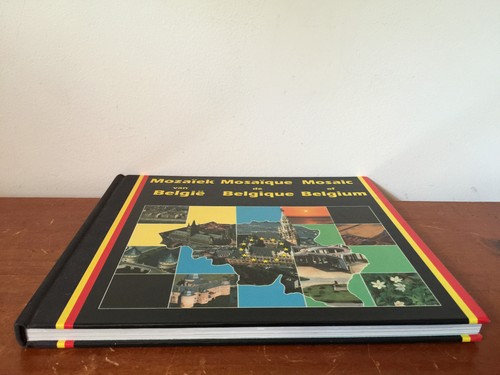 Mozaïek Mosaïque Mosaic
van de of
België Belgique Belgium